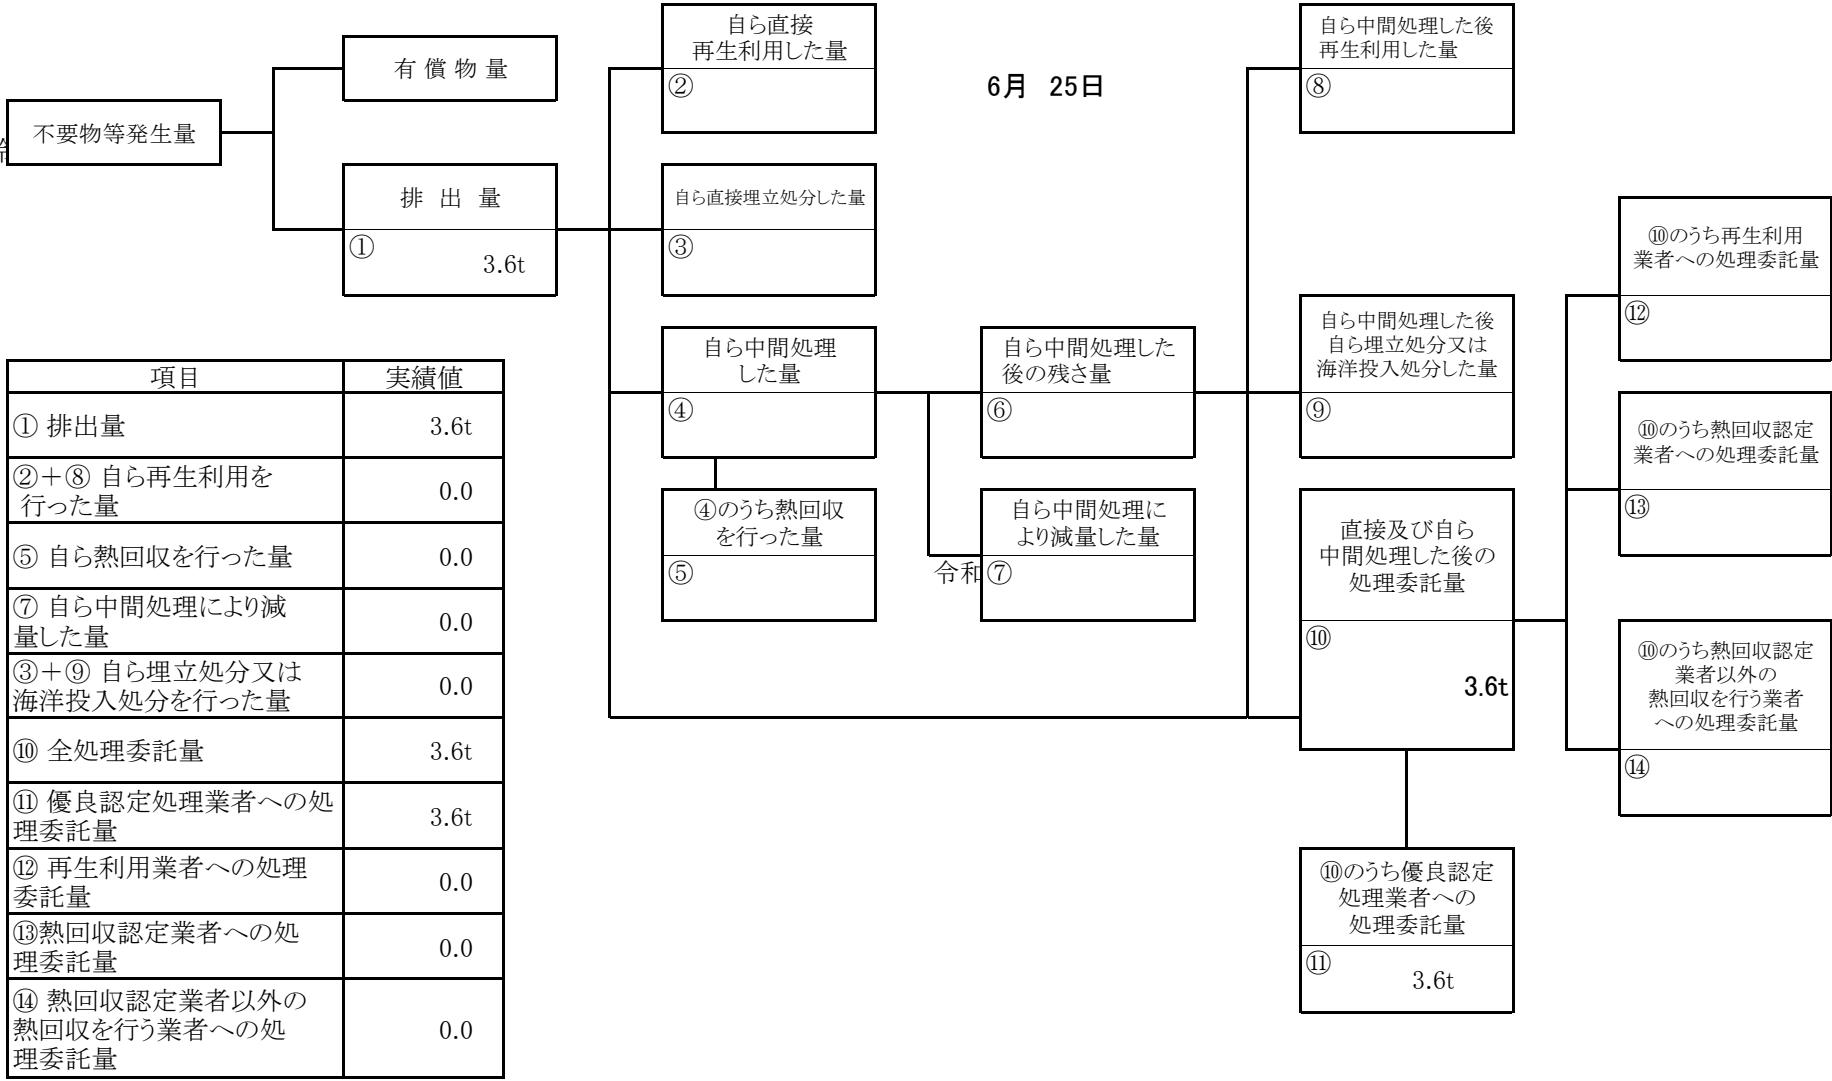 自ら直接
再生利用した量
②
自ら中間処理した後
再生利用した量
⑧
有 償 物 量
6月 25日
不要物等発生量
排 出 量
①
3.6t
自ら直接埋立処分した量
③
⑩のうち再生利用
業者への処理委託量
⑫
自ら中間処理
した量
④
自ら中間処理した
後の残さ量
⑥
自ら中間処理した後
自ら埋立処分又は
海洋投入処分した量
⑨
⑩のうち熱回収認定
業者への処理委託量
⑬
④のうち熱回収
を行った量
⑤
自ら中間処理に
より減量した量
令和
⑦
直接及び自ら
中間処理した後の
処理委託量
⑩
3.6t
⑩のうち熱回収認定
業者以外の
熱回収を行う業者
への処理委託量
⑭
⑩のうち優良認定
処理業者への
処理委託量
⑪
3.6t
項目 実績値
① 排出量 3.6t
②＋⑧ 自ら再生利用を
行った量 0.0
⑤ 自ら熱回収を行った量 0.0
⑦ 自ら中間処理により減
量した量 0.0
③＋⑨ 自ら埋立処分又は
海洋投入処分を行った量 0.0
⑩ 全処理委託量 3.6t
⑪ 優良認定処理業者への処
理委託量 3.6t
⑫ 再生利用業者への処理
委託量 0.0
⑬熱回収認定業者への処
理委託量 0.0
⑭ 熱回収認定業者以外の
熱回収を行う業者への処
理委託量 0.0